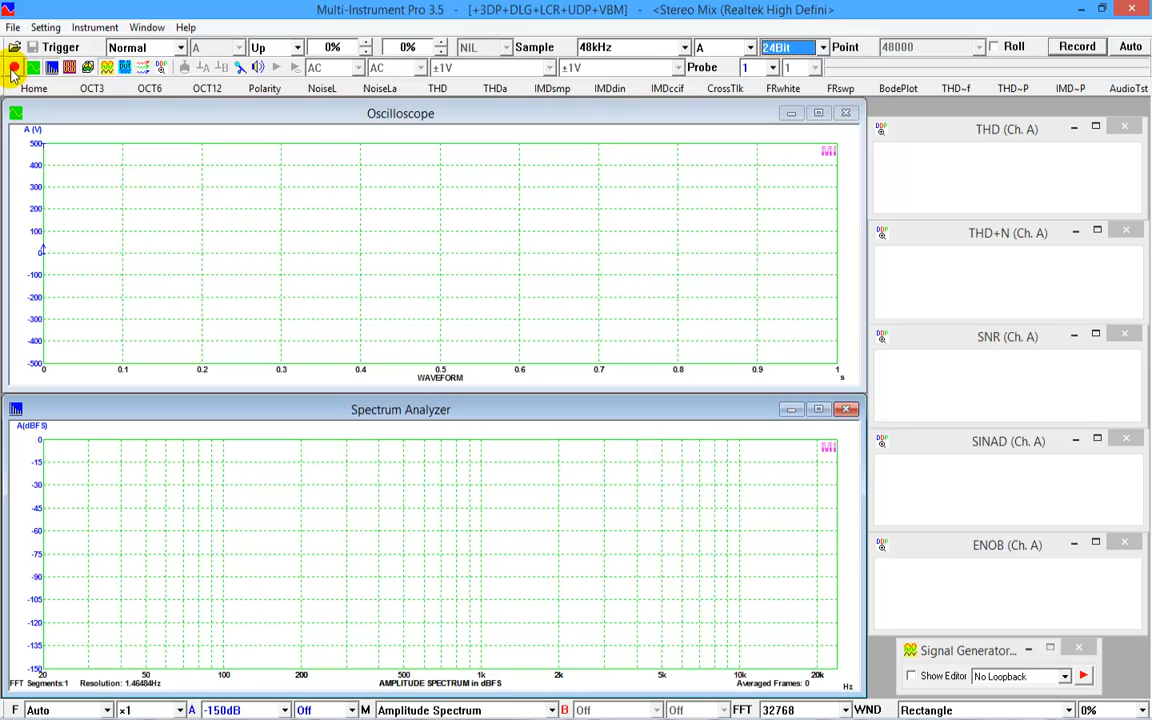 Multi-Instrument Pro 3.5 - [+3DP+DLG+LCR+UDP+VBM] - <Stereo Mix (Realtek High Defini>
File Setting Instrument Window Help
Trigger Normal A Up 0% 0% NIL Sample 48kHz A 24Bit Point 48000 Roll Record Auto
AC AC ±1V ±1V Probe 1 1
Home OCT3 OCT6 OCT12 Polarity NoiseL NoiseLa THD THDa IMDsmp IMDdin IMDccif CrossTlk FRwhite FRswp BodePlot THD~f THD~P IMD~P AudioTst
Oscilloscope
A (V)
Mi
500
400
300
200
100
0
-100
-200
-300
-400
-500
0 0.1 0.2 0.3 0.4 0.5 0.6 0.7 0.8 0.9 1
WAVEFORM
s
Spectrum Analyzer
A(dBFS)
Mi
0
-15
-30
-45
-60
-75
-90
-105
-120
-135
-150
20 50 100 200 500 1k 2k 5k 10k 20k
FFT Segments:1 Resolution: 1.46484Hz AMPLITUDE SPECTRUM in dBFS Averaged Frames: 0 Hz
DDP THD (Ch. A)
DDP THD+N (Ch. A)
DDP SNR (Ch. A)
DDP SINAD (Ch. A)
DDP ENOB (Ch. A)
Signal Generator...
Show Editor No Loopback
F Auto ×1 A -150dB Off M Amplitude Spectrum B Off Off FFT 32768 WND Rectangle 0%